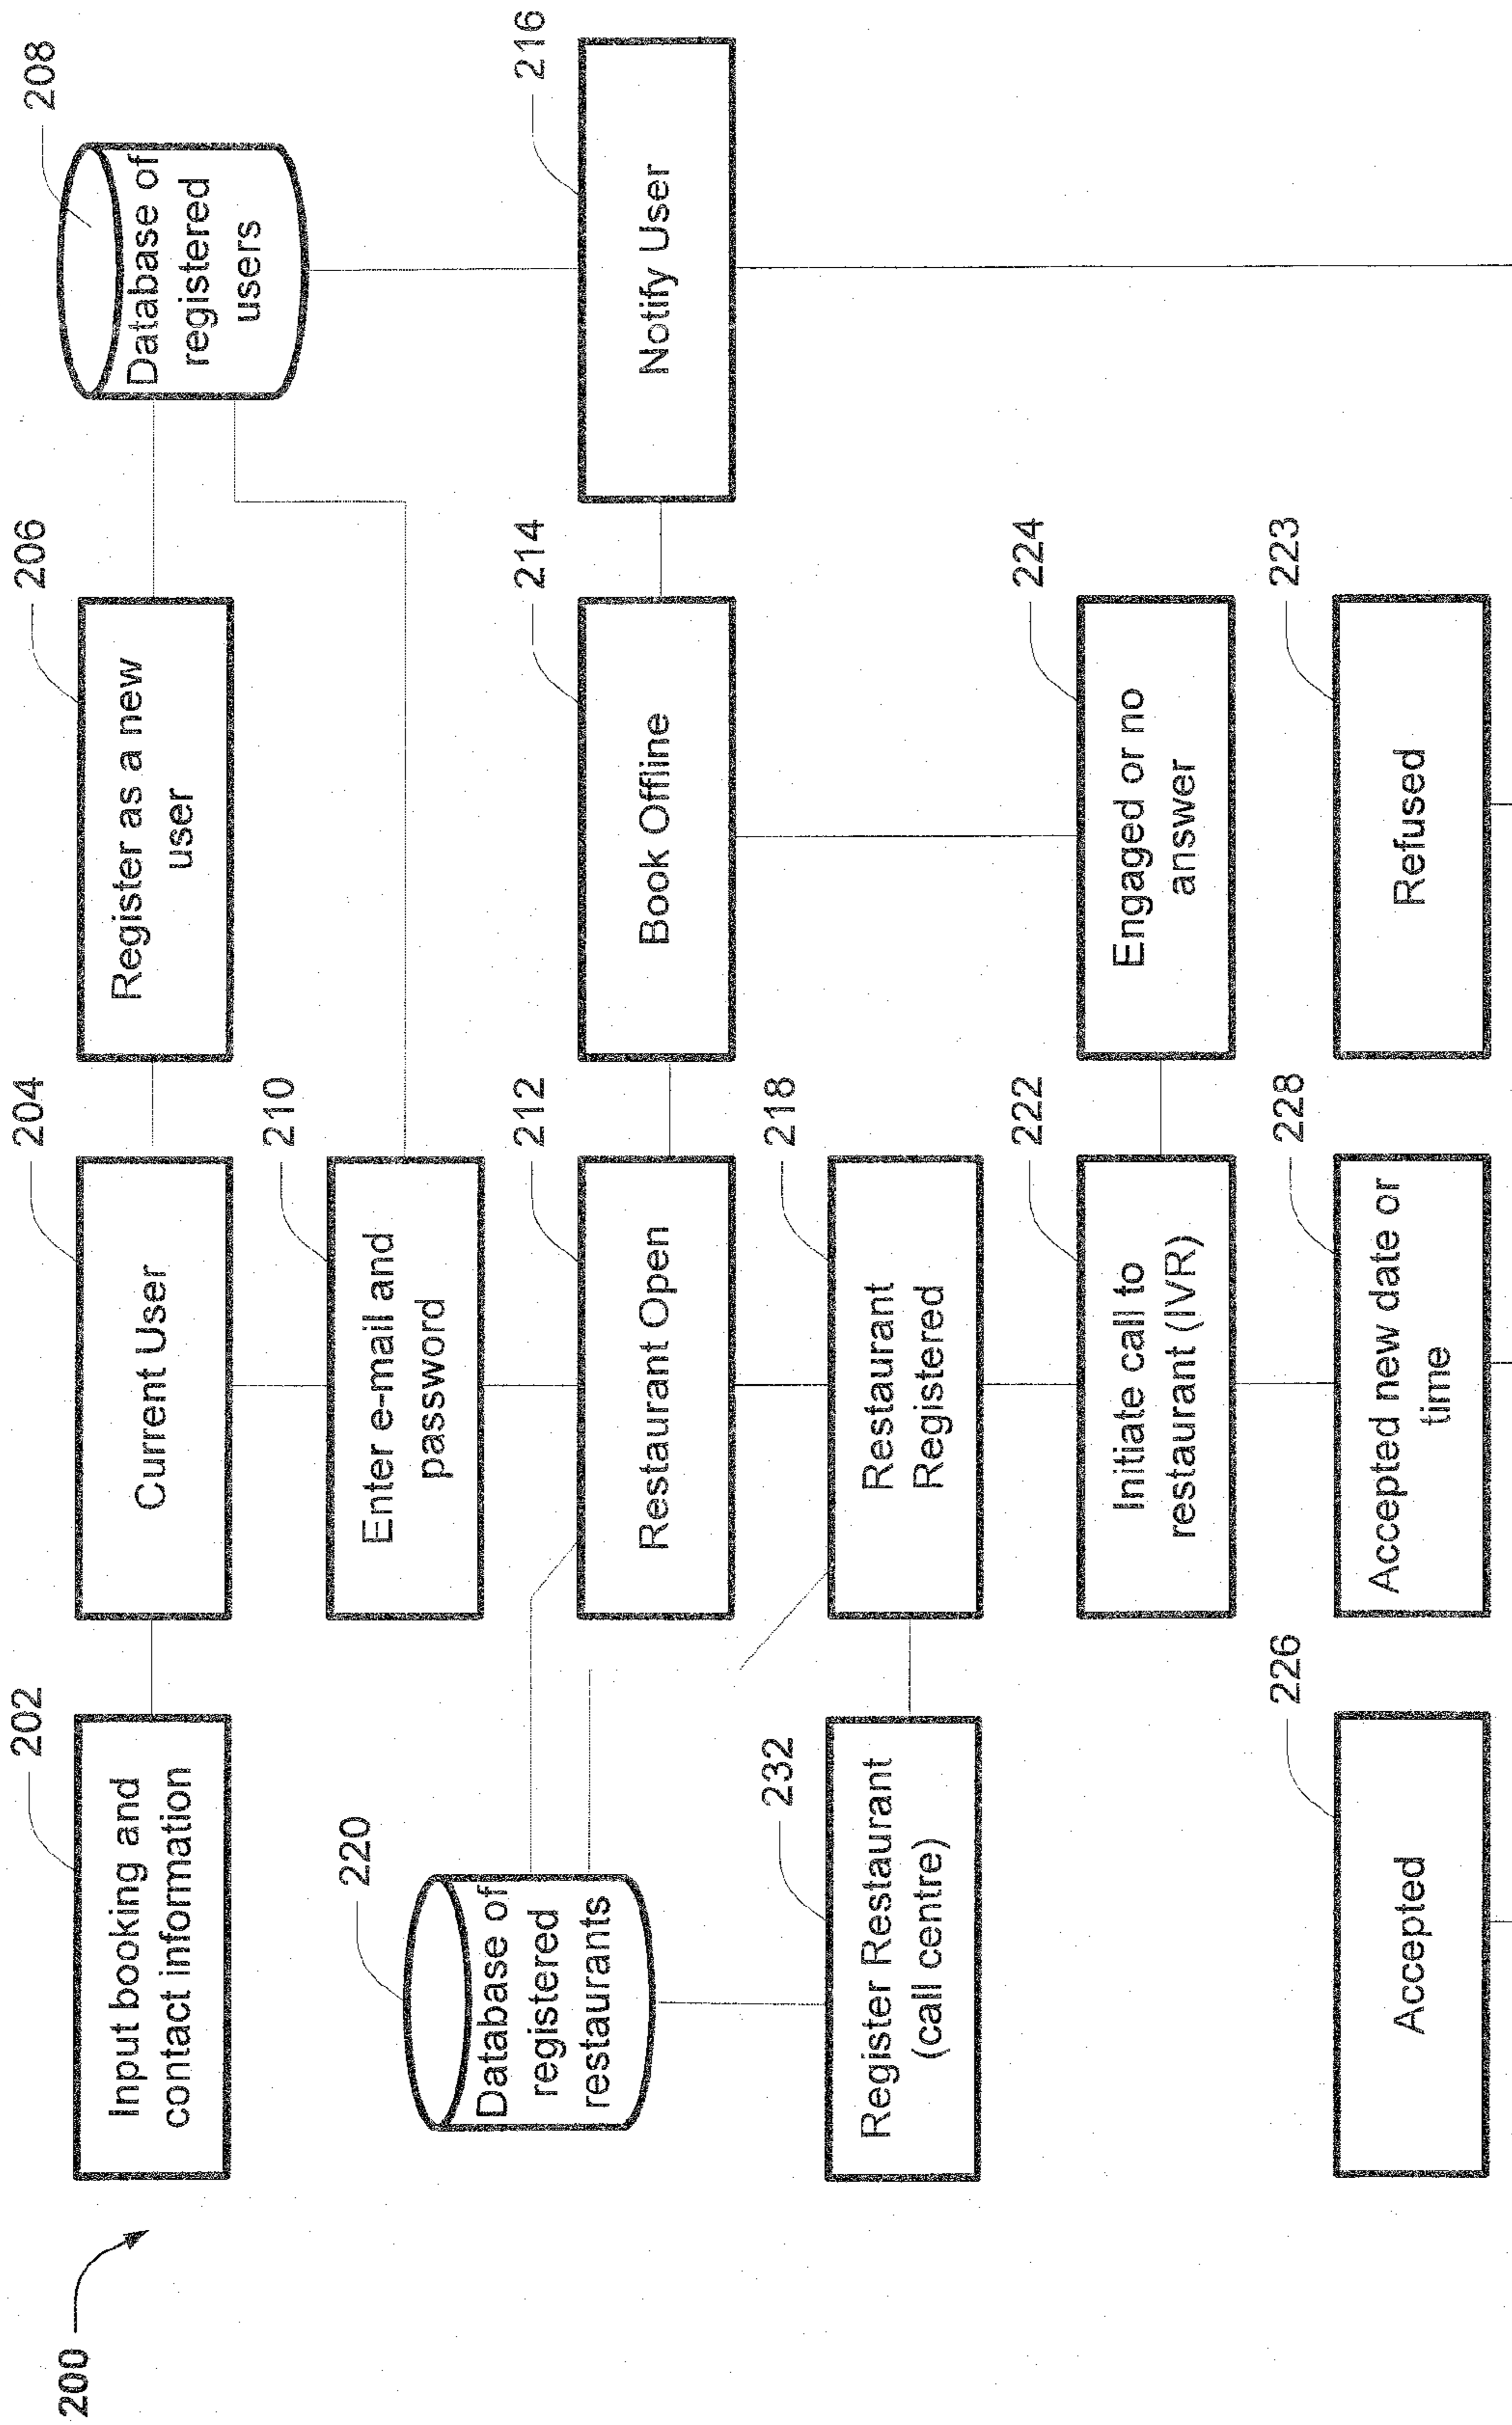 200
202
Input booking and
contact information
204
Current User
206
Register as a new
user
208
Database of
registered
users
210
Enter e-mail and
password
220
Database of
registered
restaurants
212
Restaurant Open
214
Book Offline
216
Notify User
232
Register Restaurant
(call centre)
218
Restaurant
Registered
222
Initiate call to
restaurant (IVR)
224
Engaged or no
answer
226
Accepted
228
Accepted new date or
time
223
Refused